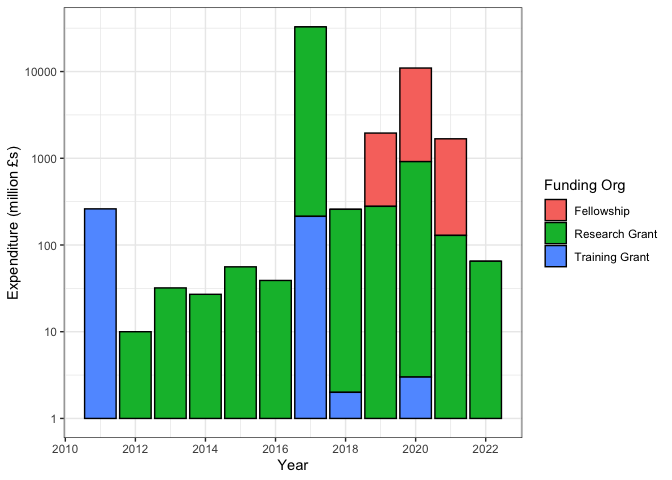 Expenditure (million £s)
10000
1000
100
10
1
2010 2012 2014 2016 2018 2020 2022
Year
Funding Org
Fellowship
Research Grant
Training Grant